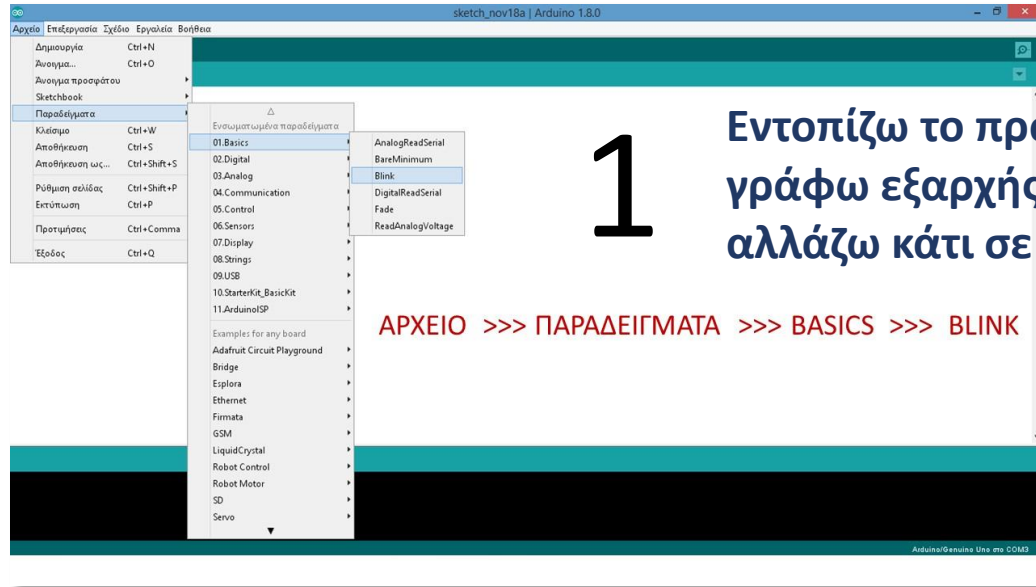 sketch_nov18a | Arduino 1.8.0
Αρχείο Επεξεργασία Σχέδιο Εργαλεία Βοήθεια
Δημιουργία Ctrl+N
Άνοιγμα... Ctrl+O
Άνοιγμα προσφάτου
Sketchbook
Παραδείγματα
Κλείσιμο Ctrl+W
Αποθήκευση Ctrl+S
Αποθήκευση ως... Ctrl+Shift+S
Ρύθμιση σελίδας Ctrl+Shift+P
Εκτύπωση Ctrl+P
Προτιμήσεις Ctrl+Comma
Έξοδος Ctrl+Q
Ενσωματωμένα παραδείγματα
01.Basics
02.Digital
03.Analog
04.Communication
05.Control
06.Sensors
07.Display
08.Strings
09.USB
10.StarterKit_BasicKit
11.ArduinoISP
Examples for any board
Adafruit Circuit Playground
Bridge
Esplora
Ethernet
Firmata
GSM
LiquidCrystal
Robot Control
Robot Motor
SD
Servo
AnalogReadSerial
BareMinimum
Blink
DigitalReadSerial
Fade
ReadAnalogVoltage
1
Εντοπίζω το
γράφω εξαρχής
αλλάζω κάτι σε
ΑΡΧΕΙΟ >>> ΠΑΡΑΔΕΙΓΜΑΤΑ >>> BASICS >>> BLINK
Arduino/Genuino Uno στο COM3